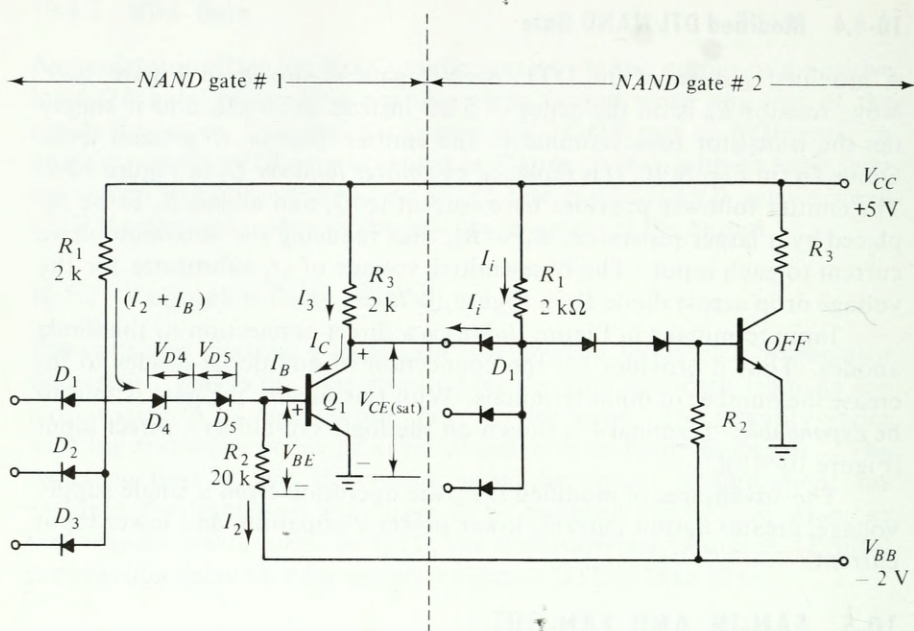 NAND gate # 1
NAND gate # 2
V_CC
+5 V
R_1
2 k
(I_2 + I_B)
V_D4
V_D5
D_1
D_2
D_3
D_4
D_5
I_B
R_2
20 k
I_2
V_BE
+
–
I_3
R_3
2 k
I_C
Q_1
+
V_CE(sat)
–
I_i
I_i
R_1
2 kΩ
D_1
R_3
OFF
R_2
V_BB
– 2 V